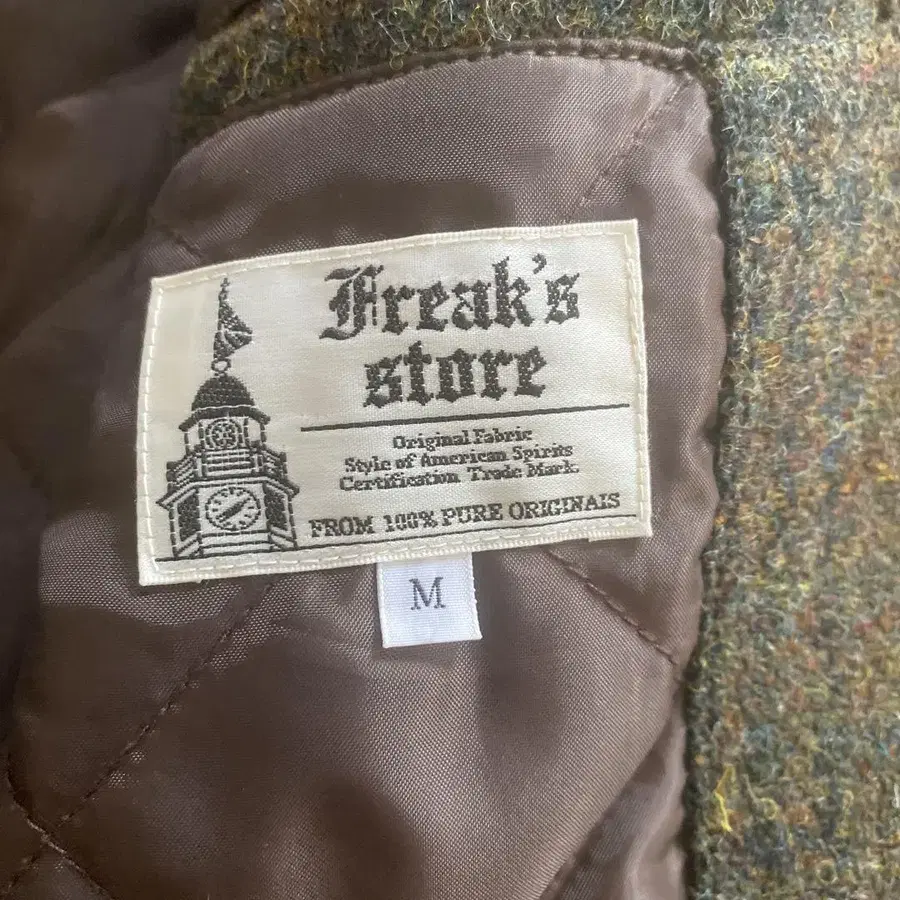 Freak's
store
Original Fabric
Style of American Spirits
Certification Trade Mark.
FROM 100% PURE ORIGINAIS
M